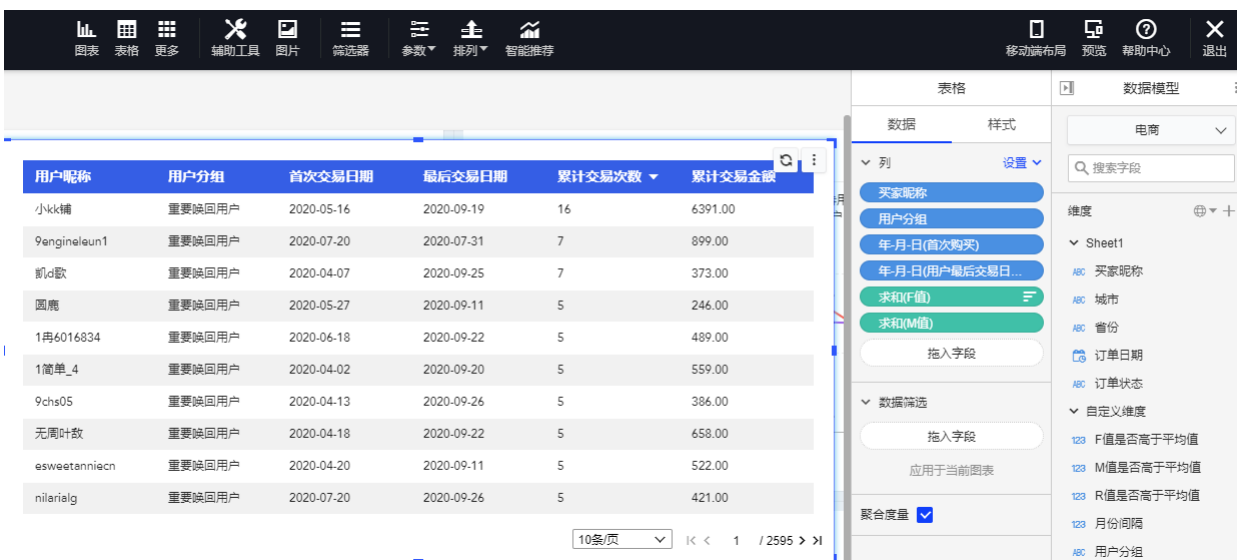 图表 表格 更多 辅助工具 图片 筛选器 参数 排列 智能推荐 移动端布局 预览 帮助中心 退出
表格 数据模型
数据 样式
电商
列 设置
搜索字段
用户昵称 用户分组 首次交易日期 最后交易日期 累计交易次数 累计交易金额
小kk铺 重要唤回用户 2020-05-16 2020-09-19 16 6391.00
9engineleun1 重要唤回用户 2020-07-20 2020-07-31 7 899.00
凯d歌 重要唤回用户 2020-04-07 2020-09-25 7 373.00
圆鹿 重要唤回用户 2020-05-27 2020-09-11 5 246.00
1冉6016834 重要唤回用户 2020-06-18 2020-09-22 5 489.00
1简单_4 重要唤回用户 2020-04-02 2020-09-20 5 559.00
9chs05 重要唤回用户 2020-04-13 2020-09-26 5 386.00
无周叶敌 重要唤回用户 2020-04-18 2020-09-22 5 658.00
esweetanniecn 重要唤回用户 2020-04-20 2020-09-11 5 522.00
nilarialg 重要唤回用户 2020-07-20 2020-09-26 5 421.00
10条/页 1 / 2595
买家昵称
用户分组
年-月-日(首次购买)
年-月-日(用户最后交易日...
求和(F值)
求和(M值)
拖入字段
数据筛选
拖入字段
应用于当前图表
聚合度量
维度
Sheet1
ABC 买家昵称
ABC 城市
ABC 省份
订单日期
ABC 订单状态
自定义维度
123 F值是否高于平均值
123 M值是否高于平均值
123 R值是否高于平均值
123 月份间隔
ABC 用户分组